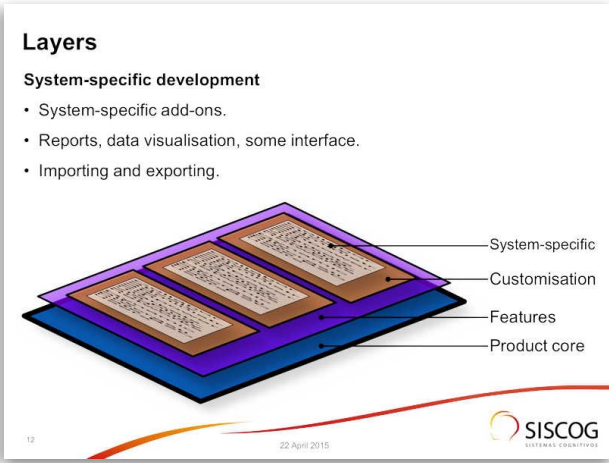 Layers
System-specific development
• System-specific add-ons.
• Reports, data visualisation, some interface.
• Importing and exporting.
System-specific
Customisation
Features
Product core
12
22 April 2015
SISCOG
SISTEMAS COGNITIVOS